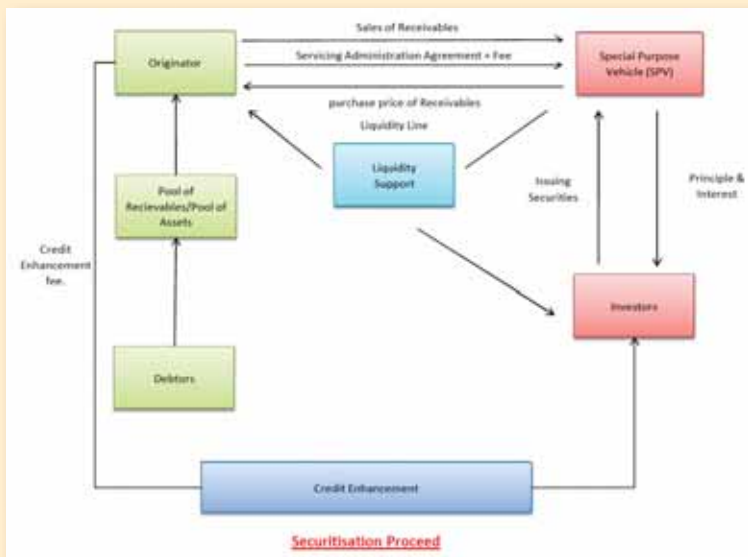 Sales of Receivables
Originator
Servicing Administration Agreement + Fee
Special Purpose
Vehicle (SPV)
purchase price of Receivables
Liquidity Line
Liquidity
Support
Issuing
Securities
Principle &
Interest
Pool of
Recievables/Pool of
Assets
Credit
Enhancement
fee.
Investors
Debtors
Credit Enhancement
Securitisation Proceed